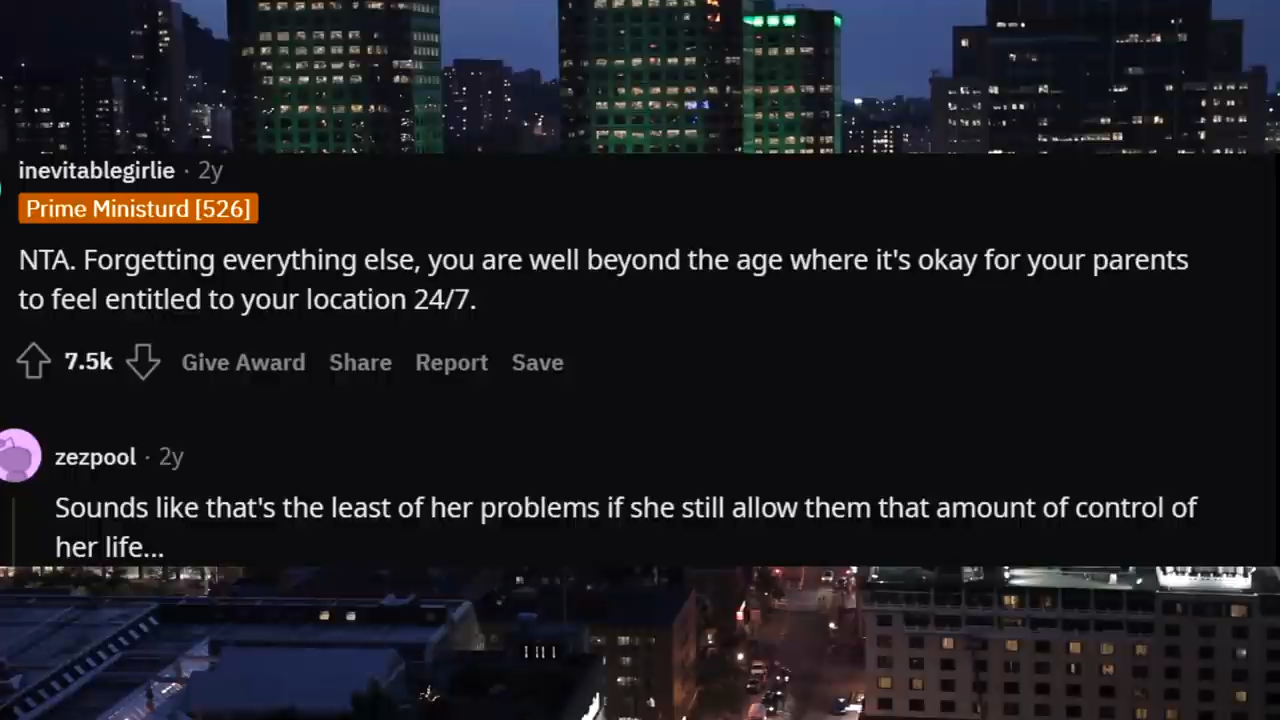 inevitablegirlie · 2y
Prime Ministurd [526]
NTA. Forgetting everything else, you are well beyond the age where it's okay for your parents
to feel entitled to your location 24/7.
7.5k Give Award Share Report Save
zezpool · 2y
Sounds like that's the least of her problems if she still allow them that amount of control of
her life...